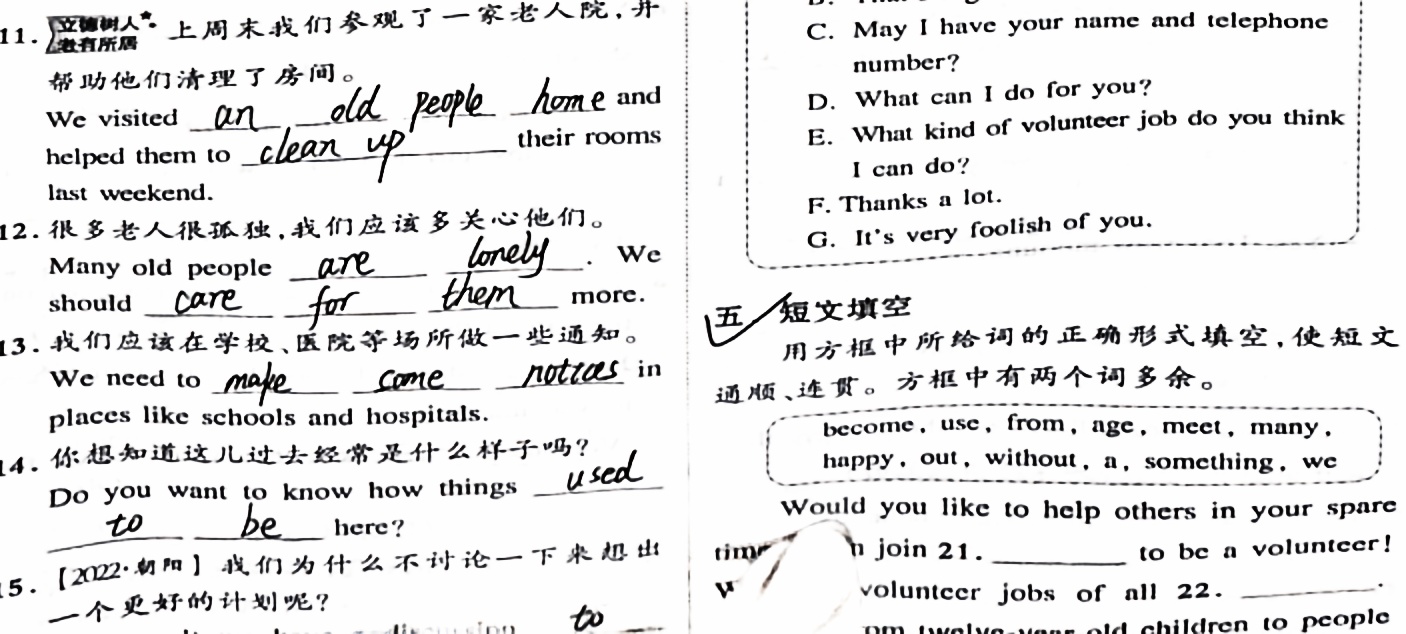 11. 立德树人 老有所居 上周末我们参观了一家老人院,并
帮助他们清理了房间。
We visited an old people home and
helped them to clean up their rooms
last weekend.
12. 很多老人很孤独,我们应该多关心他们。
Many old people are lonely. We
should care for them more.
13. 我们应该在学校、医院等场所做一些通知。
We need to make come notices in
places like schools and hospitals.
14. 你想知道这儿过去经常是什么样子吗?
Do you want to know how things used
to be here?
15. 【2022·朝阳】我们为什么不讨论一下来想出
一个更好的计划呢?
to
C. May I have your name and telephone
number?
D. What can I do for you?
E. What kind of volunteer job do you think
I can do?
F. Thanks a lot.
G. It's very foolish of you.
五 短文填空
用方框中所给词的正确形式填空,使短文
通顺、连贯。方框中有两个词多余。
become, use, from, age, meet, many,
happy, out, without, a, something, we
Would you like to help others in your spare
join 21. to be a volunteer!
volunteer jobs of all 22. .
twelve-year-old children to people